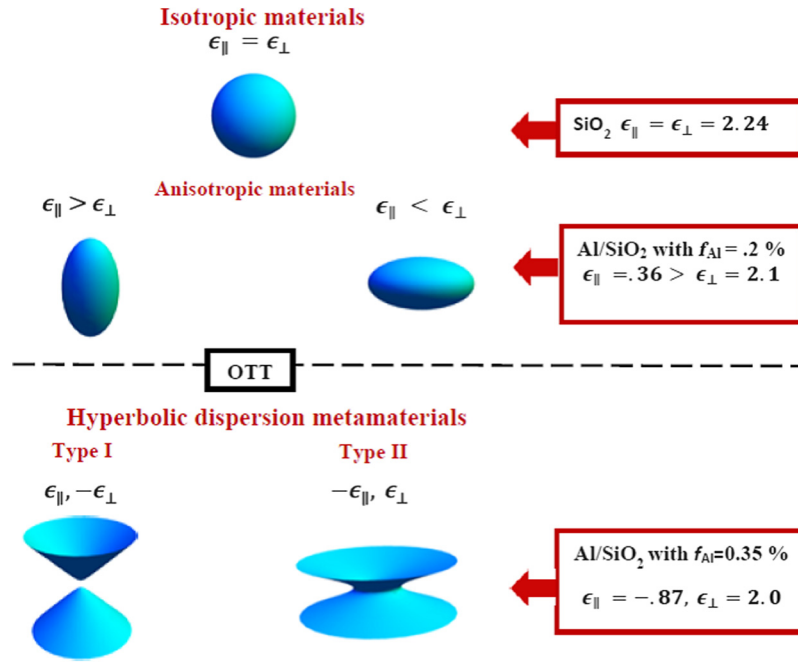 Isotropic materials
ϵ∥ = ϵ⊥
SiO₂ ϵ∥ = ϵ⊥ = 2.24
Anisotropic materials
ϵ∥ > ϵ⊥
ϵ∥ < ϵ⊥
Al/SiO₂ with fAl = .2 %
ϵ∥ =.36 > ϵ⊥ = 2.1
OTT
Hyperbolic dispersion metamaterials
Type I
Type II
ϵ∥, −ϵ⊥
−ϵ∥, ϵ⊥
Al/SiO₂ with fAl=0.35 %
ϵ∥ = −.87, ϵ⊥ = 2.0